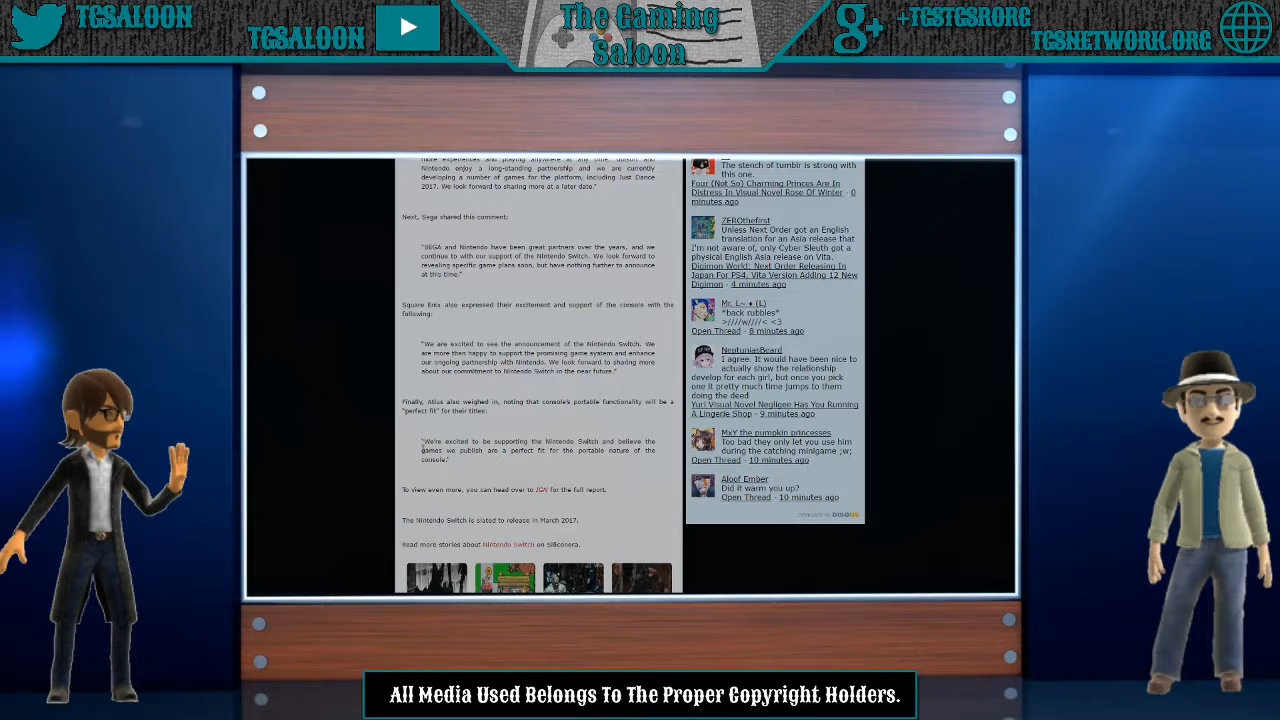 TGSALOON
TGSALOON
The Gaming
Saloon
+TGSTGSRORG
TGSNETWORK.ORG
more experiences and playing anywhere at any time. Ubisoft and
Nintendo enjoy a long-standing partnership and we are currently
developing a number of games for the platform, including Just Dance
2017. We look forward to sharing more at a later date."
Next, Sega shared this comment:
"SEGA and Nintendo have been great partners over the years, and we
continue to with our support of the Nintendo Switch. We look forward to
revealing specific game plans soon, but have nothing further to announce
at this time."
Square Enix also expressed their excitement and support of the console with the
following:
"We are excited to see the announcement of the Nintendo Switch. We
are more than happy to support the promising game system and enhance
our ongoing partnership with Nintendo. We look forward to sharing more
about our commitment to Nintendo Switch in the near future."
Finally, Atlus also weighed in, noting that console's portable functionality will be a
"perfect fit" for their titles:
"We're excited to be supporting the Nintendo Switch and believe the
games we publish are a perfect fit for the portable nature of the
console."
To view even more, you can head over to IGN for the full report.
The Nintendo Switch is slated to release in March 2017.
Read more stories about Nintendo Switch on Siliconera.
The stench of tumblr is strong with
this one.
Four (Not So) Charming Princes Are In
Distress In Visual Novel Rose Of Winter · 0
minutes ago
ZEROthefirst
Unless Next Order got an English
translation for an Asia release that
I'm not aware of, only Cyber Sleuth got a
physical English Asia release on Vita.
Digimon World: Next Order Releasing In
Japan For PS4, Vita Version Adding 12 New
Digimon · 4 minutes ago
Mr. L~ ♦ (L)
*back rubbles*
>////w////< <3
Open Thread · 8 minutes ago
NeptuniasBeard
I agree. It would have been nice to
actually show the relationship
develop for each girl, but once you pick
one it pretty much time jumps to them
doing the deed
Yuri Visual Novel Negligee Has You Running
A Lingerie Shop · 9 minutes ago
MxY the pumpkin princesses
Too bad they only let you use him
during the catching minigame ;w;
Open Thread · 10 minutes ago
Aloof Ember
Did it warm you up?
Open Thread · 10 minutes ago
DISQUS
All Media Used Belongs To The Proper Copyright Holders.